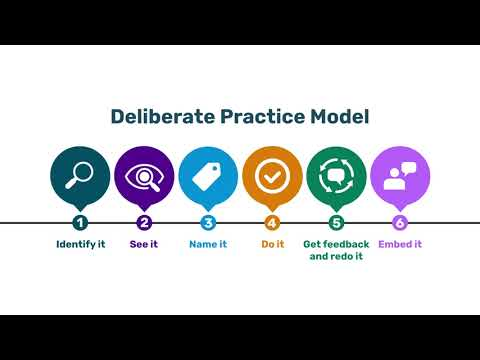 Deliberate Practice Model
1
2
3
4
5
6
Identify it
See it
Name it
Do it
Get feedback
and redo it
Embed it